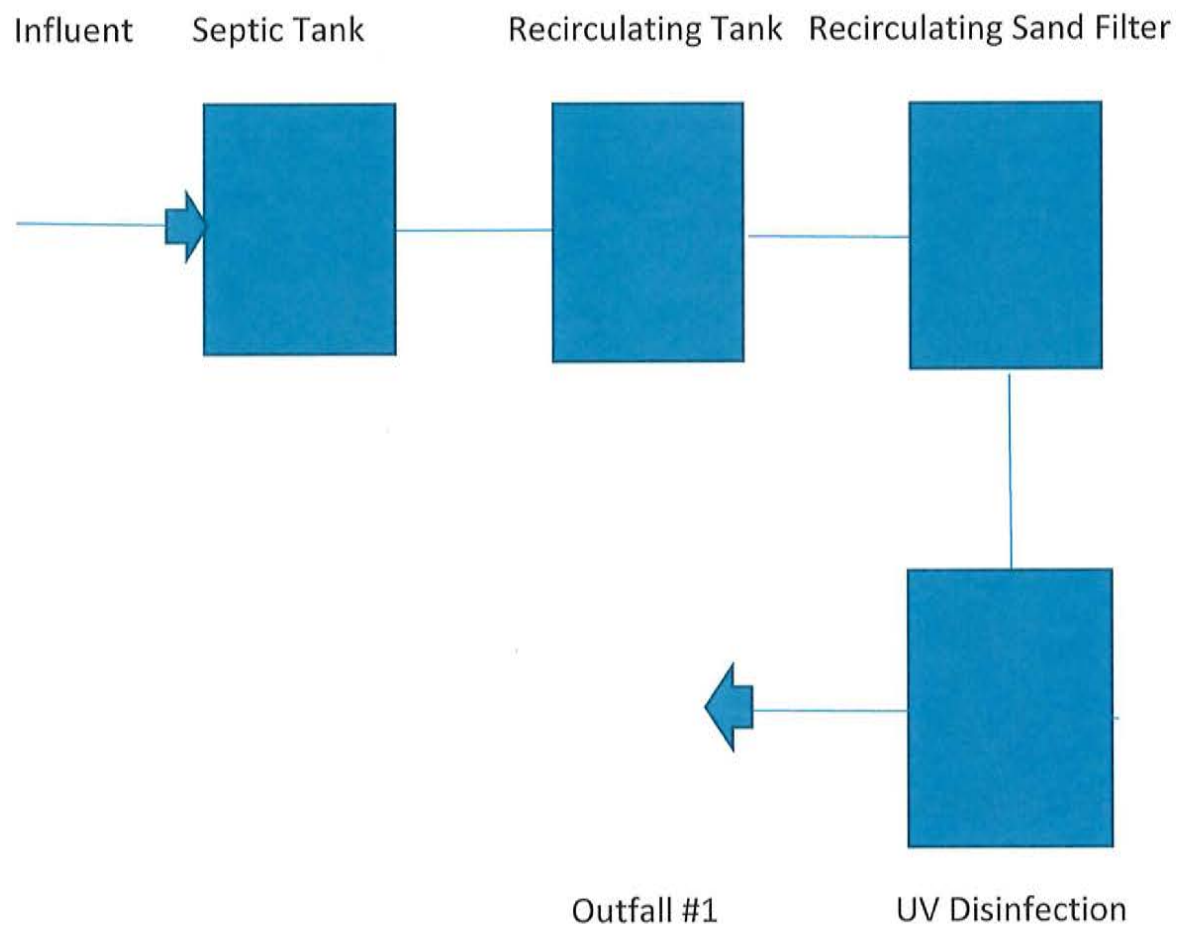 Influent
Septic Tank
Recirculating Tank
Recirculating Sand Filter
Outfall #1
UV Disinfection